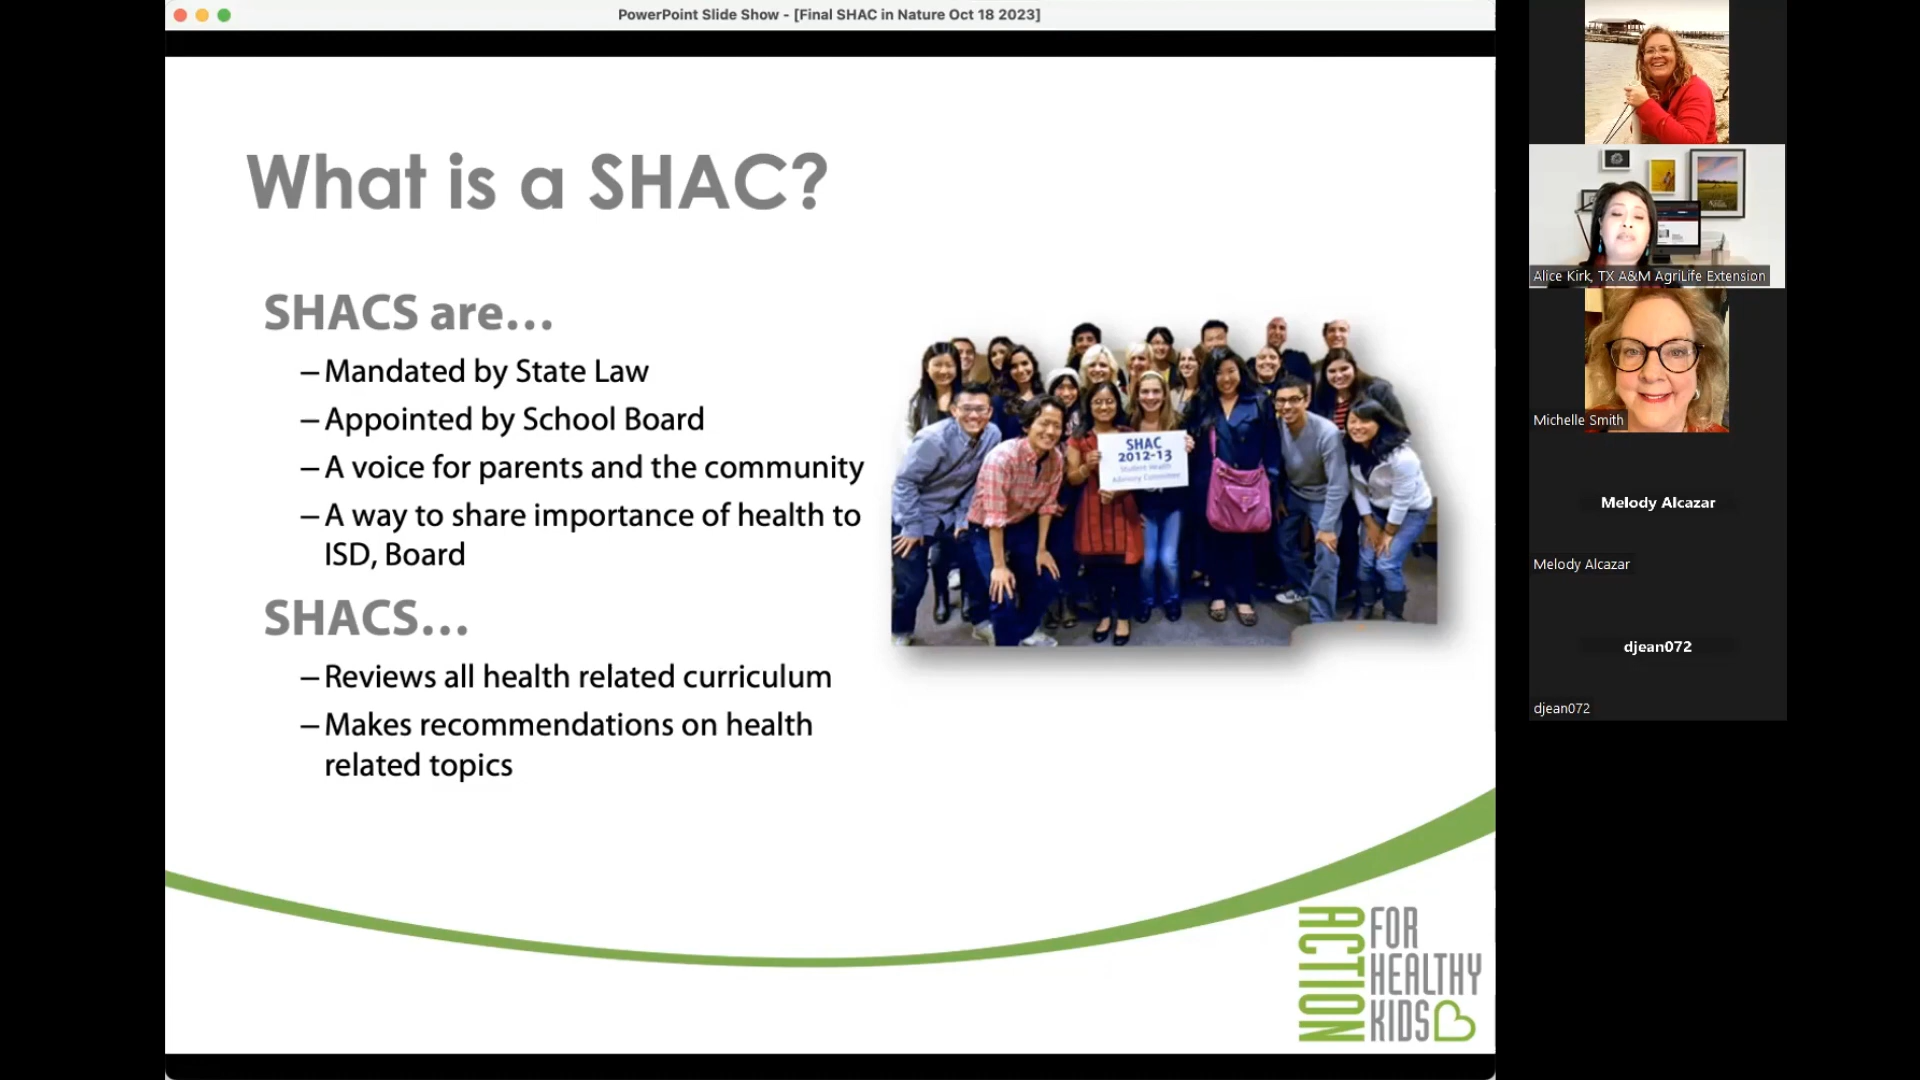 PowerPoint Slide Show - [Final SHAC in Nature Oct 18 2023]
What is a SHAC?
SHACS are...
–Mandated by State Law
–Appointed by School Board
–A voice for parents and the community
–A way to share importance of health to
ISD, Board
SHACS...
–Reviews all health related curriculum
–Makes recommendations on health
related topics
SHAC
2012-13
Student Health
Advisory Committee
ACTION
FOR
HEALTHY
KIDS
Alice Kirk, TX A&M AgriLife Extension
Michelle Smith
Melody Alcazar
Melody Alcazar
djean072
djean072